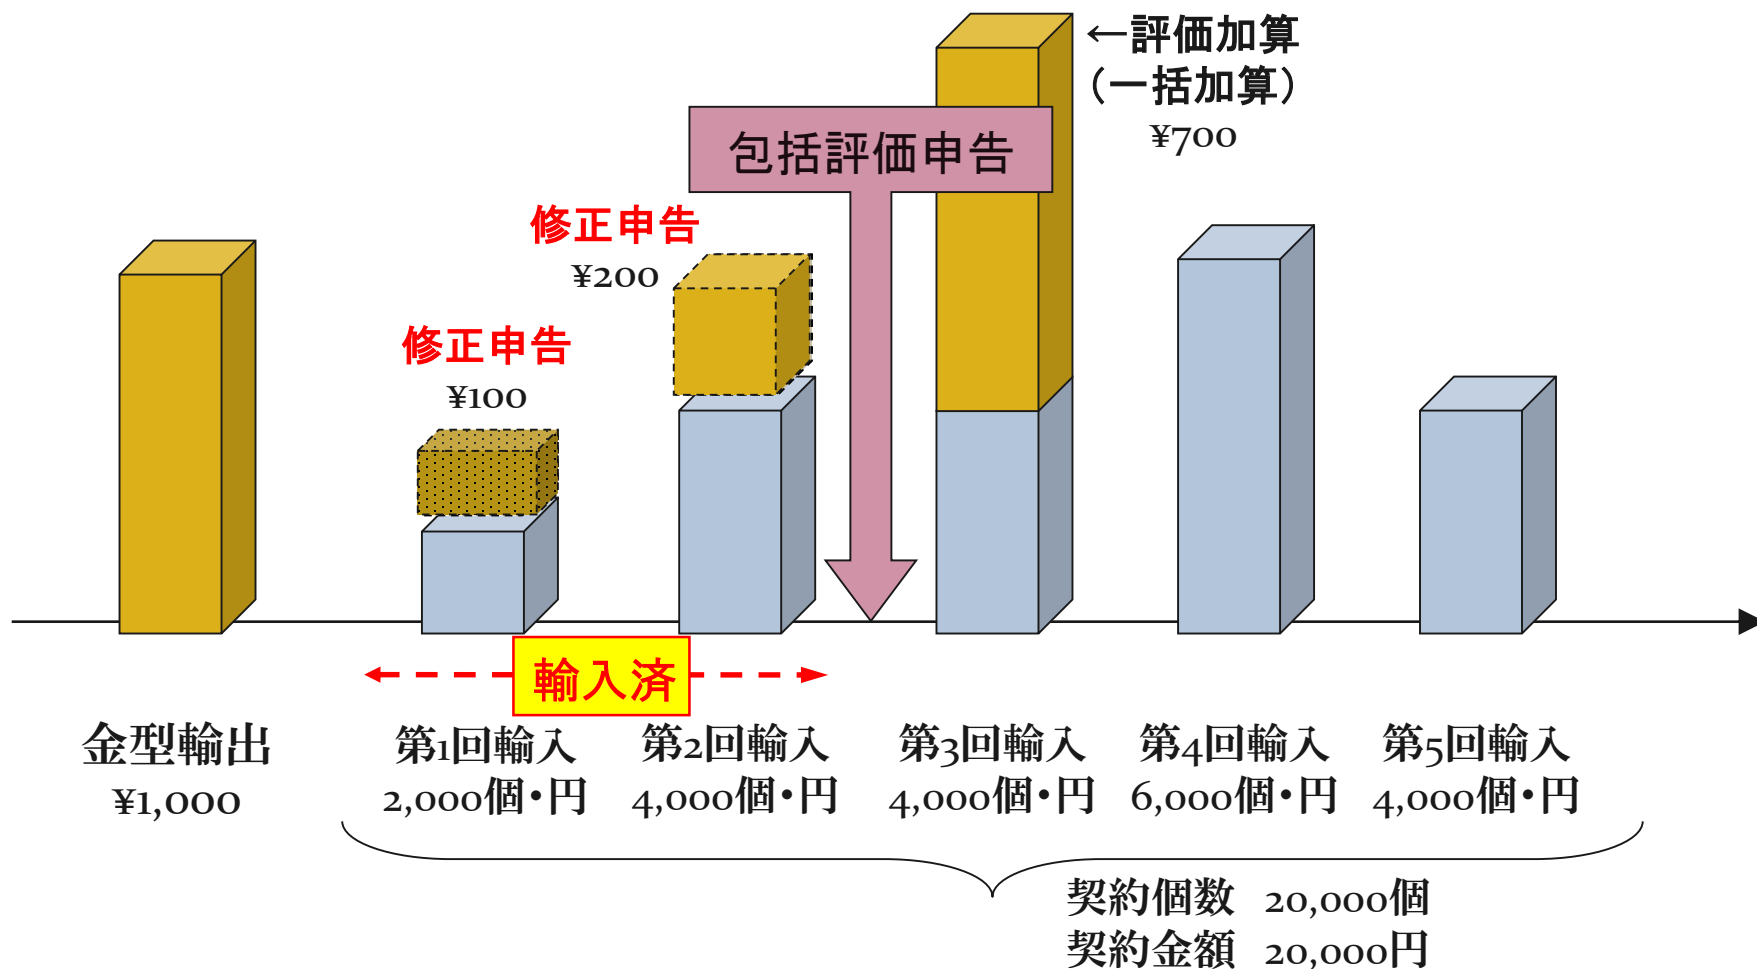 ←評価加算
(一括加算)
¥700
包括評価申告
修正申告
¥200
修正申告
¥100
輸入済
金型輸出
¥1,000
第1回輸入
2,000個・円
第2回輸入
4,000個・円
第3回輸入
4,000個・円
第4回輸入
6,000個・円
第5回輸入
4,000個・円
契約個数 20,000個
契約金額 20,000円